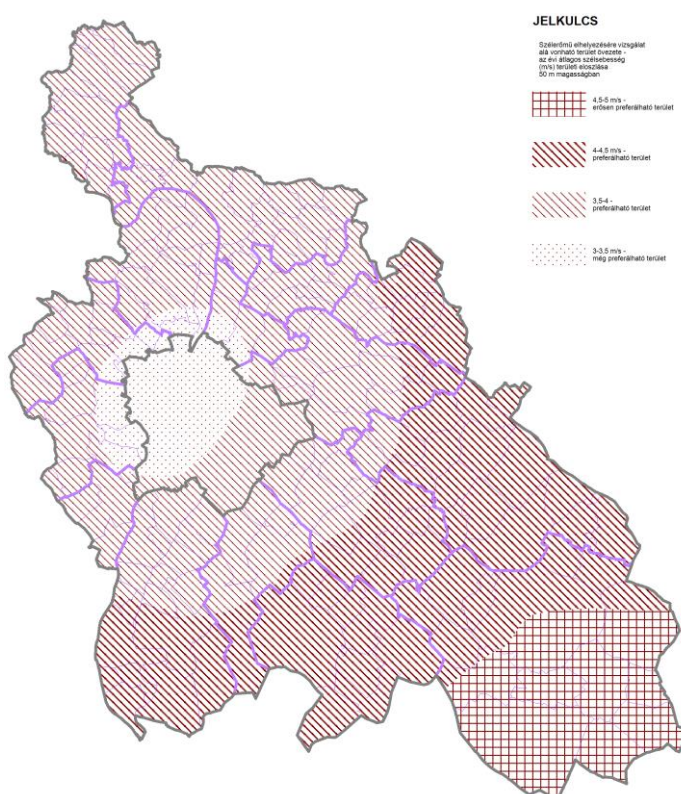 JELKULCS
Szélerőmű elhelyezésére vizsgálat
alá vonható terület övezete -
az évi átlagos szélsebesség
(m/s) területi eloszlása
50 m magasságban
4,5-5 m/s -
erősen preferálható terület
4-4,5 m/s -
preferálható terület
3,5-4 -
preferálható terület
3-3,5 m/s -
még preferálható terület